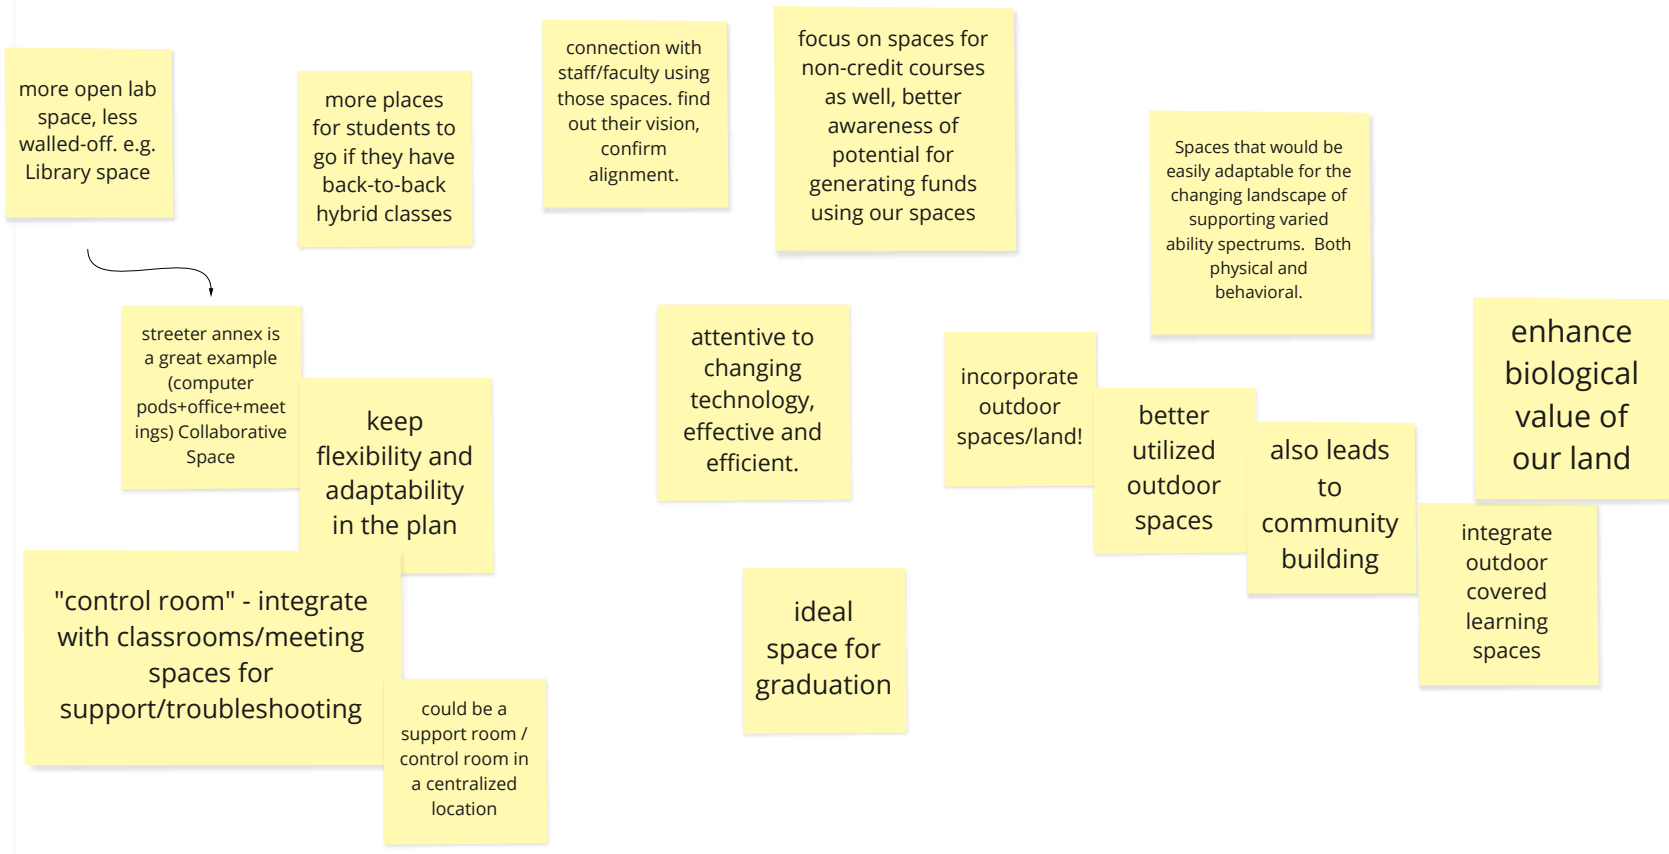 more open lab
space, less
walled-off. e.g.
Library space
more places
for students to
go if they have
back-to-back
hybrid classes
connection with
staff/faculty using
those spaces. find
out their vision,
confirm
alignment.
focus on spaces for
non-credit courses
as well, better
awareness of
potential for
generating funds
using our spaces
Spaces that would be
easily adaptable for the
changing landscape of
supporting varied
ability spectrums.  Both
physical and
behavioral.
streeter annex is
a great example
(computer
pods+office+meet
ings) Collaborative
Space
keep
flexibility and
adaptability
in the plan
attentive to
changing
technology,
effective and
efficient.
incorporate
outdoor
spaces/land!
better
utilized
outdoor
spaces
also leads
to
community
building
enhance
biological
value of
our land
integrate
outdoor
covered
learning
spaces
"control room" - integrate
with classrooms/meeting
spaces for
support/troubleshooting
could be a
support room /
control room in
a centralized
location
ideal
space for
graduation